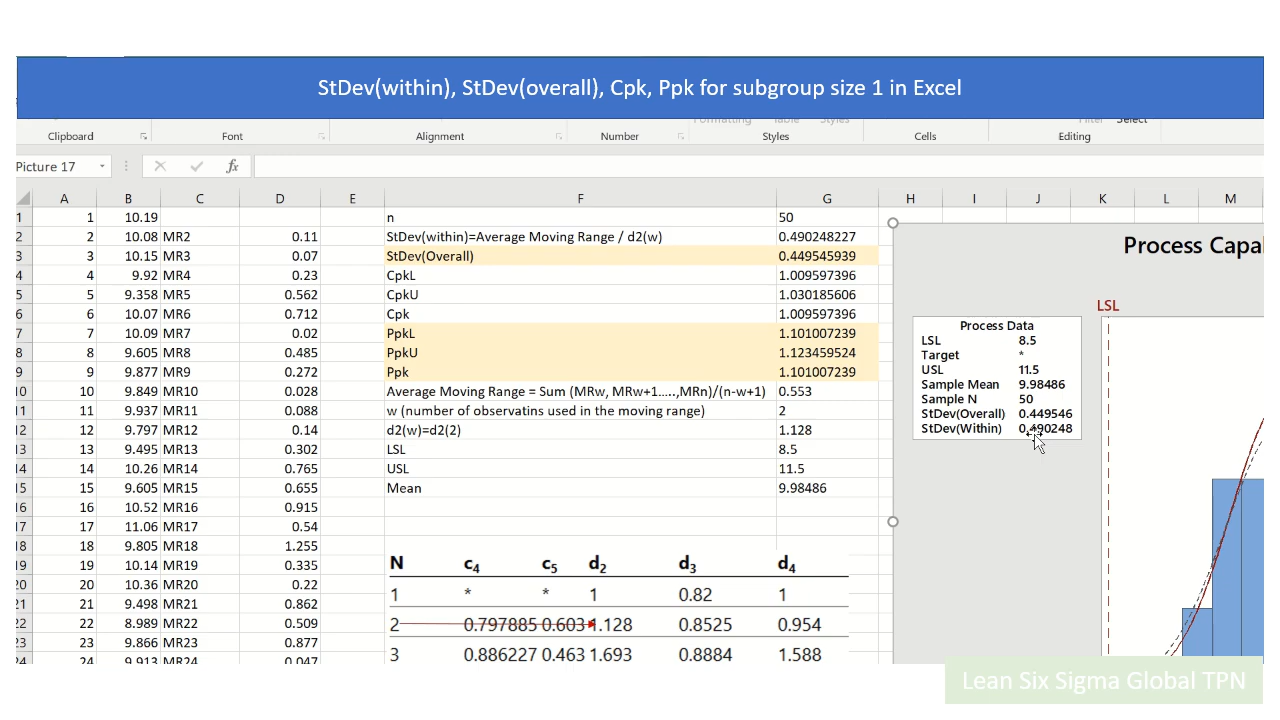 StDev(within), StDev(overall), Cpk, Ppk for subgroup size 1 in Excel
Select
Clipboard Font Alignment Number Styles Cells Editing
Picture 17 fx
A B C D E F G H I J K L M
1 1 10.19 n 50
2 2 10.08 MR2 0.11 StDev(within)=Average Moving Range / d2(w) 0.490248227
3 3 10.15 MR3 0.07 StDev(Overall) 0.449545939
4 4 9.92 MR4 0.23 CpkL 1.009597396
5 5 9.358 MR5 0.562 CpkU 1.030185606
6 6 10.07 MR6 0.712 Cpk 1.009597396
7 7 10.09 MR7 0.02 PpkL 1.101007239
8 8 9.605 MR8 0.485 PpkU 1.123459524
9 9 9.877 MR9 0.272 Ppk 1.101007239
10 10 9.849 MR10 0.028 Average Moving Range = Sum (MRw, MRw+1.....,MRn)/(n-w+1) 0.553
11 11 9.937 MR11 0.088 w (number of observatins used in the moving range) 2
12 12 9.797 MR12 0.14 d2(w)=d2(2) 1.128
13 13 9.495 MR13 0.302 LSL 8.5
14 14 10.26 MR14 0.765 USL 11.5
15 15 9.605 MR15 0.655 Mean 9.98486
16 16 10.52 MR16 0.915
17 17 11.06 MR17 0.54
18 18 9.805 MR18 1.255
19 19 10.14 MR19 0.335
20 20 10.36 MR20 0.22
21 21 9.498 MR21 0.862
22 22 8.989 MR22 0.509
23 23 9.866 MR23 0.877
24 24 9.913 MR24 0.047
N c4 c5 d2 d3 d4
1 * * 1 0.82 1
2 0.797885 0.603 1.128 0.8525 0.954
3 0.886227 0.463 1.693 0.8884 1.588
Process Capa
LSL
Process Data
LSL 8.5
Target *
USL 11.5
Sample Mean 9.98486
Sample N 50
StDev(Overall) 0.449546
StDev(Within) 0.490248
Lean Six Sigma Global TPN